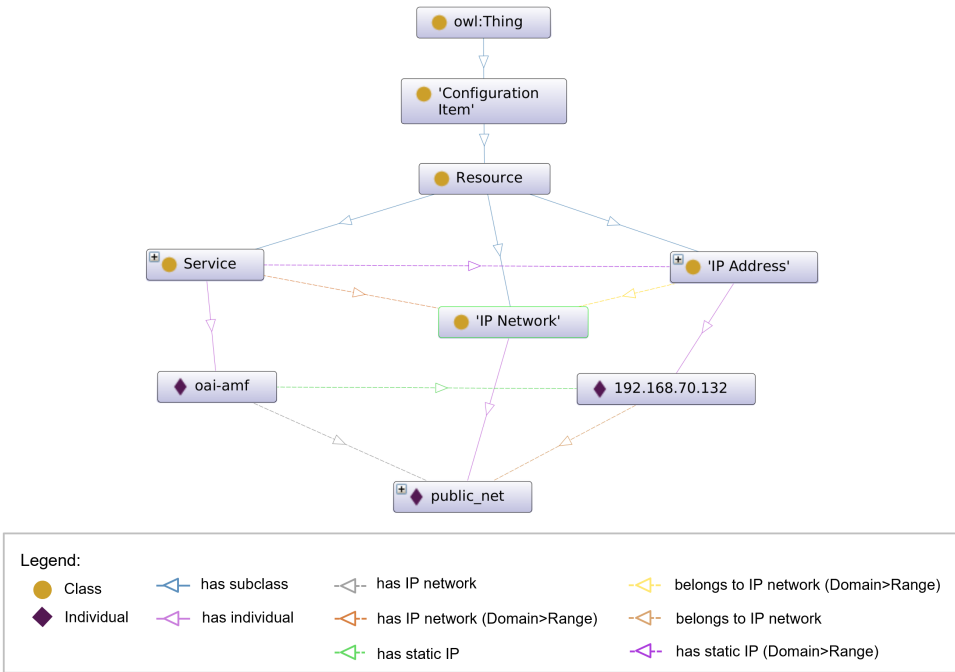 owl:Thing
'Configuration
Item'
Resource
Service
'IP Address'
'IP Network'
oai-amf
192.168.70.132
public_net
Legend:
Class
has subclass
has IP network
belongs to IP network (Domain>Range)
Individual
has individual
has IP network (Domain>Range)
belongs to IP network
has static IP
has static IP (Domain>Range)